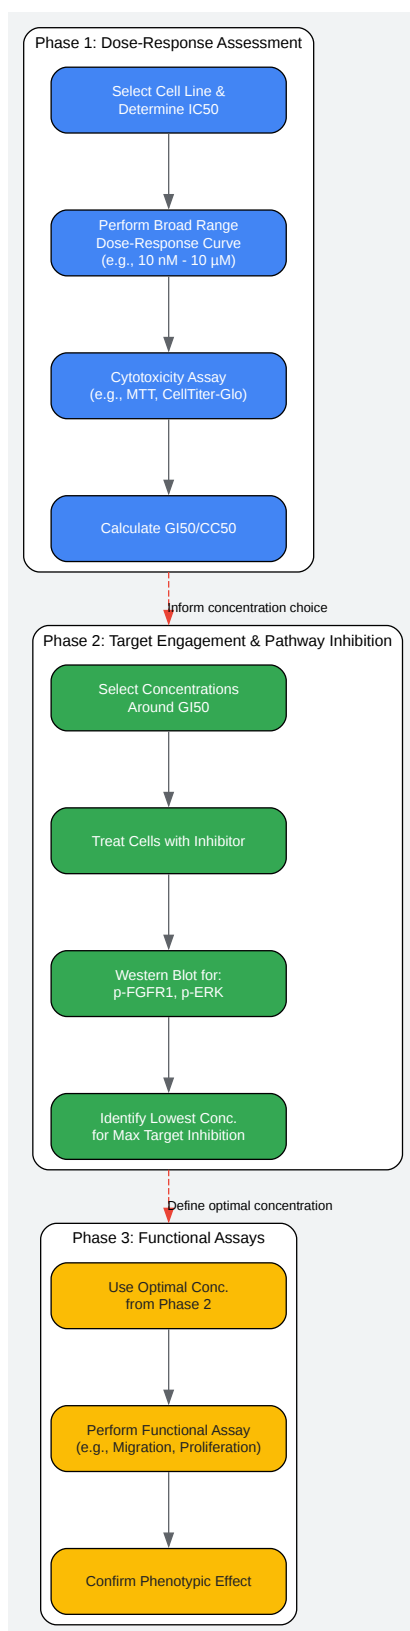 Phase 1: Dose-Response Assessment
Select Cell Line &
Determine IC50
Perform Broad Range
Dose-Response Curve
(e.g., 10 nM - 10 µM)
Cytotoxicity Assay
(e.g., MTT, CellTiter-Glo)
Calculate GI50/CC50
Inform concentration choice
Phase 2: Target Engagement & Pathway Inhibition
Select Concentrations
Around GI50
Treat Cells with Inhibitor
Western Blot for:
p-FGFR1, p-ERK
Identify Lowest Conc.
for Max Target Inhibition
Define optimal concentration
Phase 3: Functional Assays
Use Optimal Conc.
from Phase 2
Perform Functional Assay
(e.g., Migration, Proliferation)
Confirm Phenotypic Effect